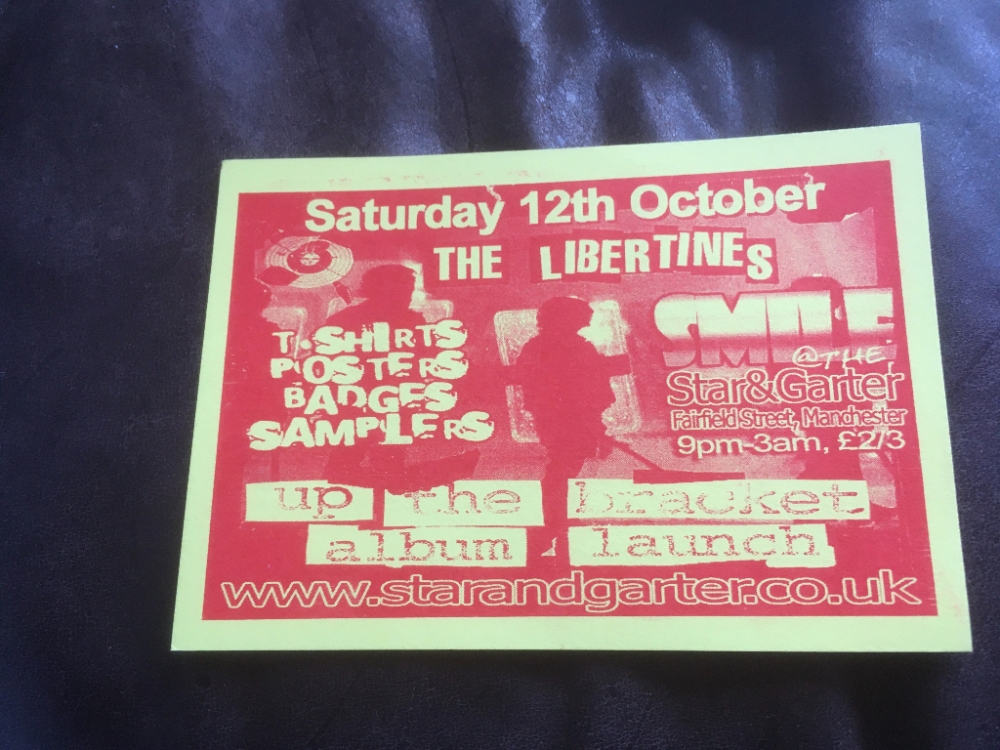 Saturday 12th October
THE LIBERTINES
T-SHIRTS
POSTERS
BADGES
SAMPLERS
SMILE
@THE
Star&Garter
Fairfield Street, Manchester
9pm-3am, £2/3
up the bracket
album launch
www.starandgarter.co.uk